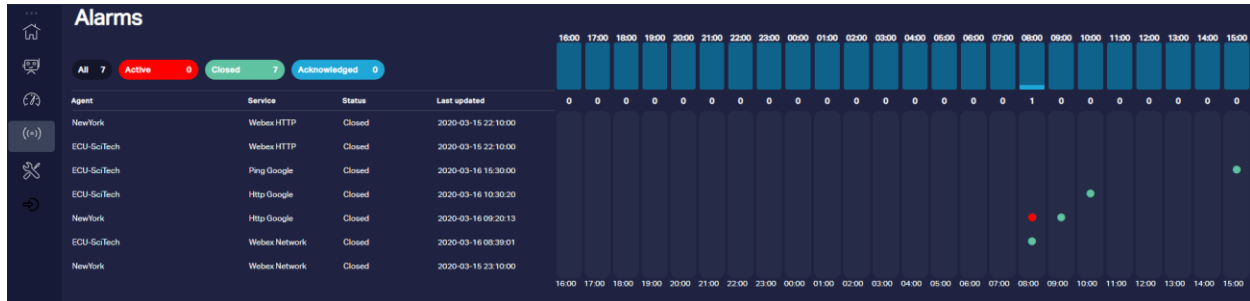 Alarms
16:00 17:00 18:00 19:00 20:00 21:00 22:00 23:00 00:00 01:00 02:00 03:00 04:00 05:00 06:00 07:00 08:00 09:00 10:00 11:00 12:00 13:00 14:00 15:00
All 7 Active 0 Closed 7 Acknowledged 0
Agent Service Status Last updated 0 0 0 0 0 0 0 0 0 0 0 0 0 0 0 0 1 0 0 0 0 0 0 0
NewYork Webex HTTP Closed 2020-03-15 22:10:00
ECU-SciTech Webex HTTP Closed 2020-03-15 22:10:00
ECU-SciTech Ping Google Closed 2020-03-16 15:30:00
ECU-SciTech Http Google Closed 2020-03-16 10:30:20
NewYork Http Google Closed 2020-03-16 09:20:13
ECU-SciTech Webex Network Closed 2020-03-16 08:39:01
NewYork Webex Network Closed 2020-03-15 23:10:00
16:00 17:00 18:00 19:00 20:00 21:00 22:00 23:00 00:00 01:00 02:00 03:00 04:00 05:00 06:00 07:00 08:00 09:00 10:00 11:00 12:00 13:00 14:00 15:00